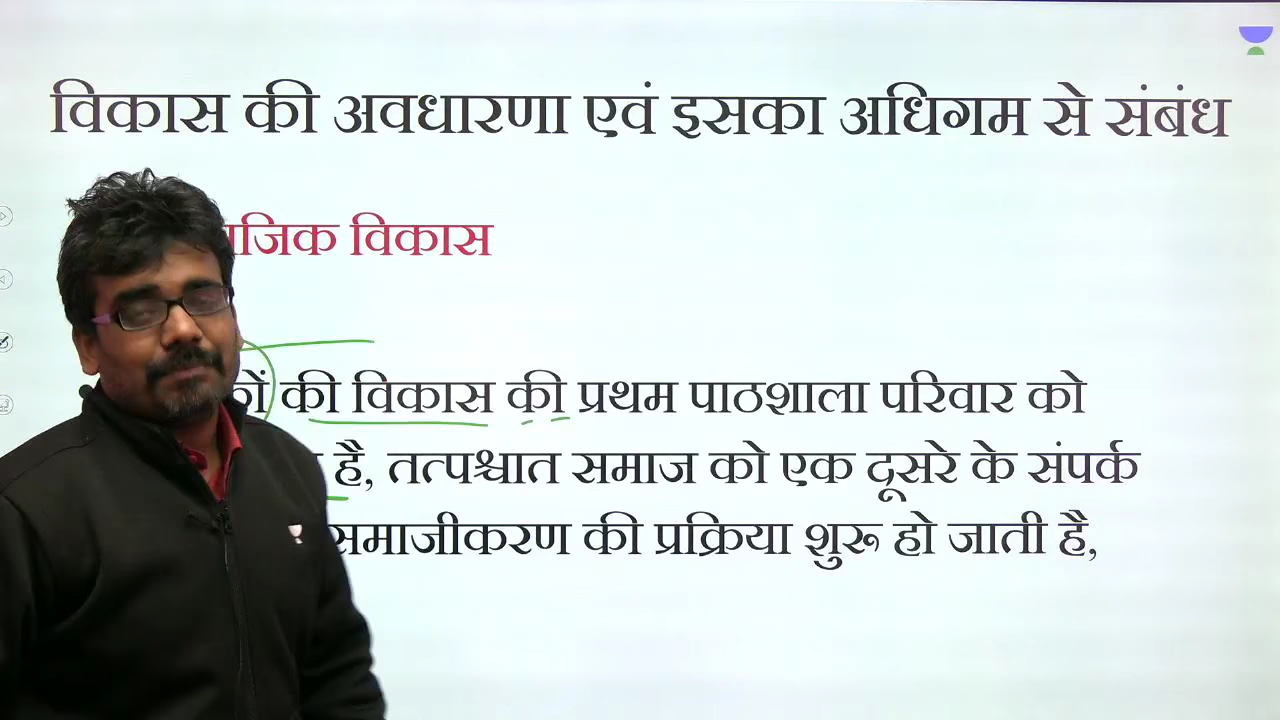 विकास की अवधारणा एवं इसका अधिगम से संबंध
विकास
की विकास की प्रथम पाठशाला परिवार को
है, तत्पश्चात समाज को एक दूसरे के संपर्क
समाजीकरण की प्रक्रिया शुरू हो जाती है,